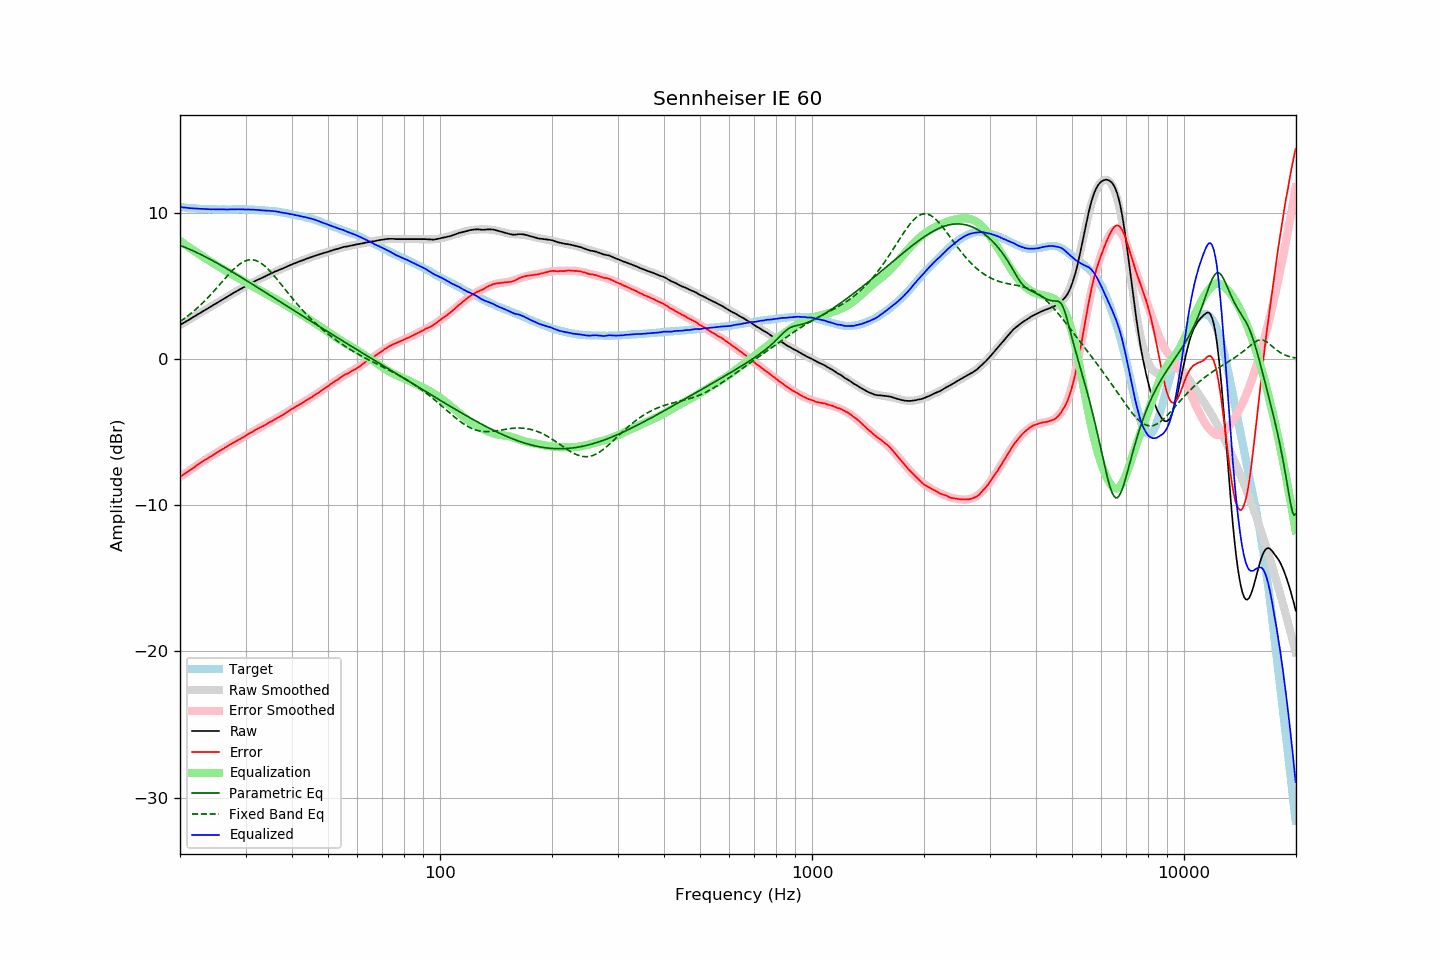 Sennheiser IE 60
Amplitude (dBr)
10
0
−10
−20
−30
Target
Raw Smoothed
Error Smoothed
Raw
Error
Equalization
Parametric Eq
Fixed Band Eq
Equalized
100
1000
10000
Frequency (Hz)